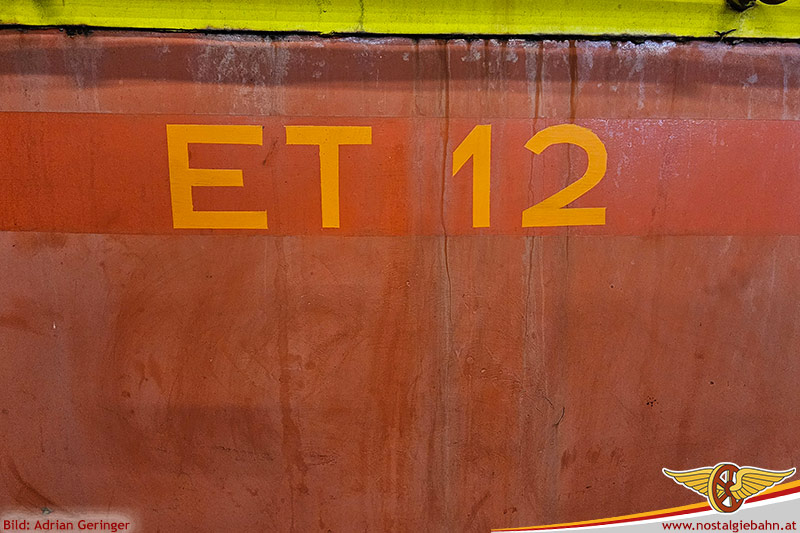 ET 12
Bild: Adrian Geringer
www.nostalgiebahn.at